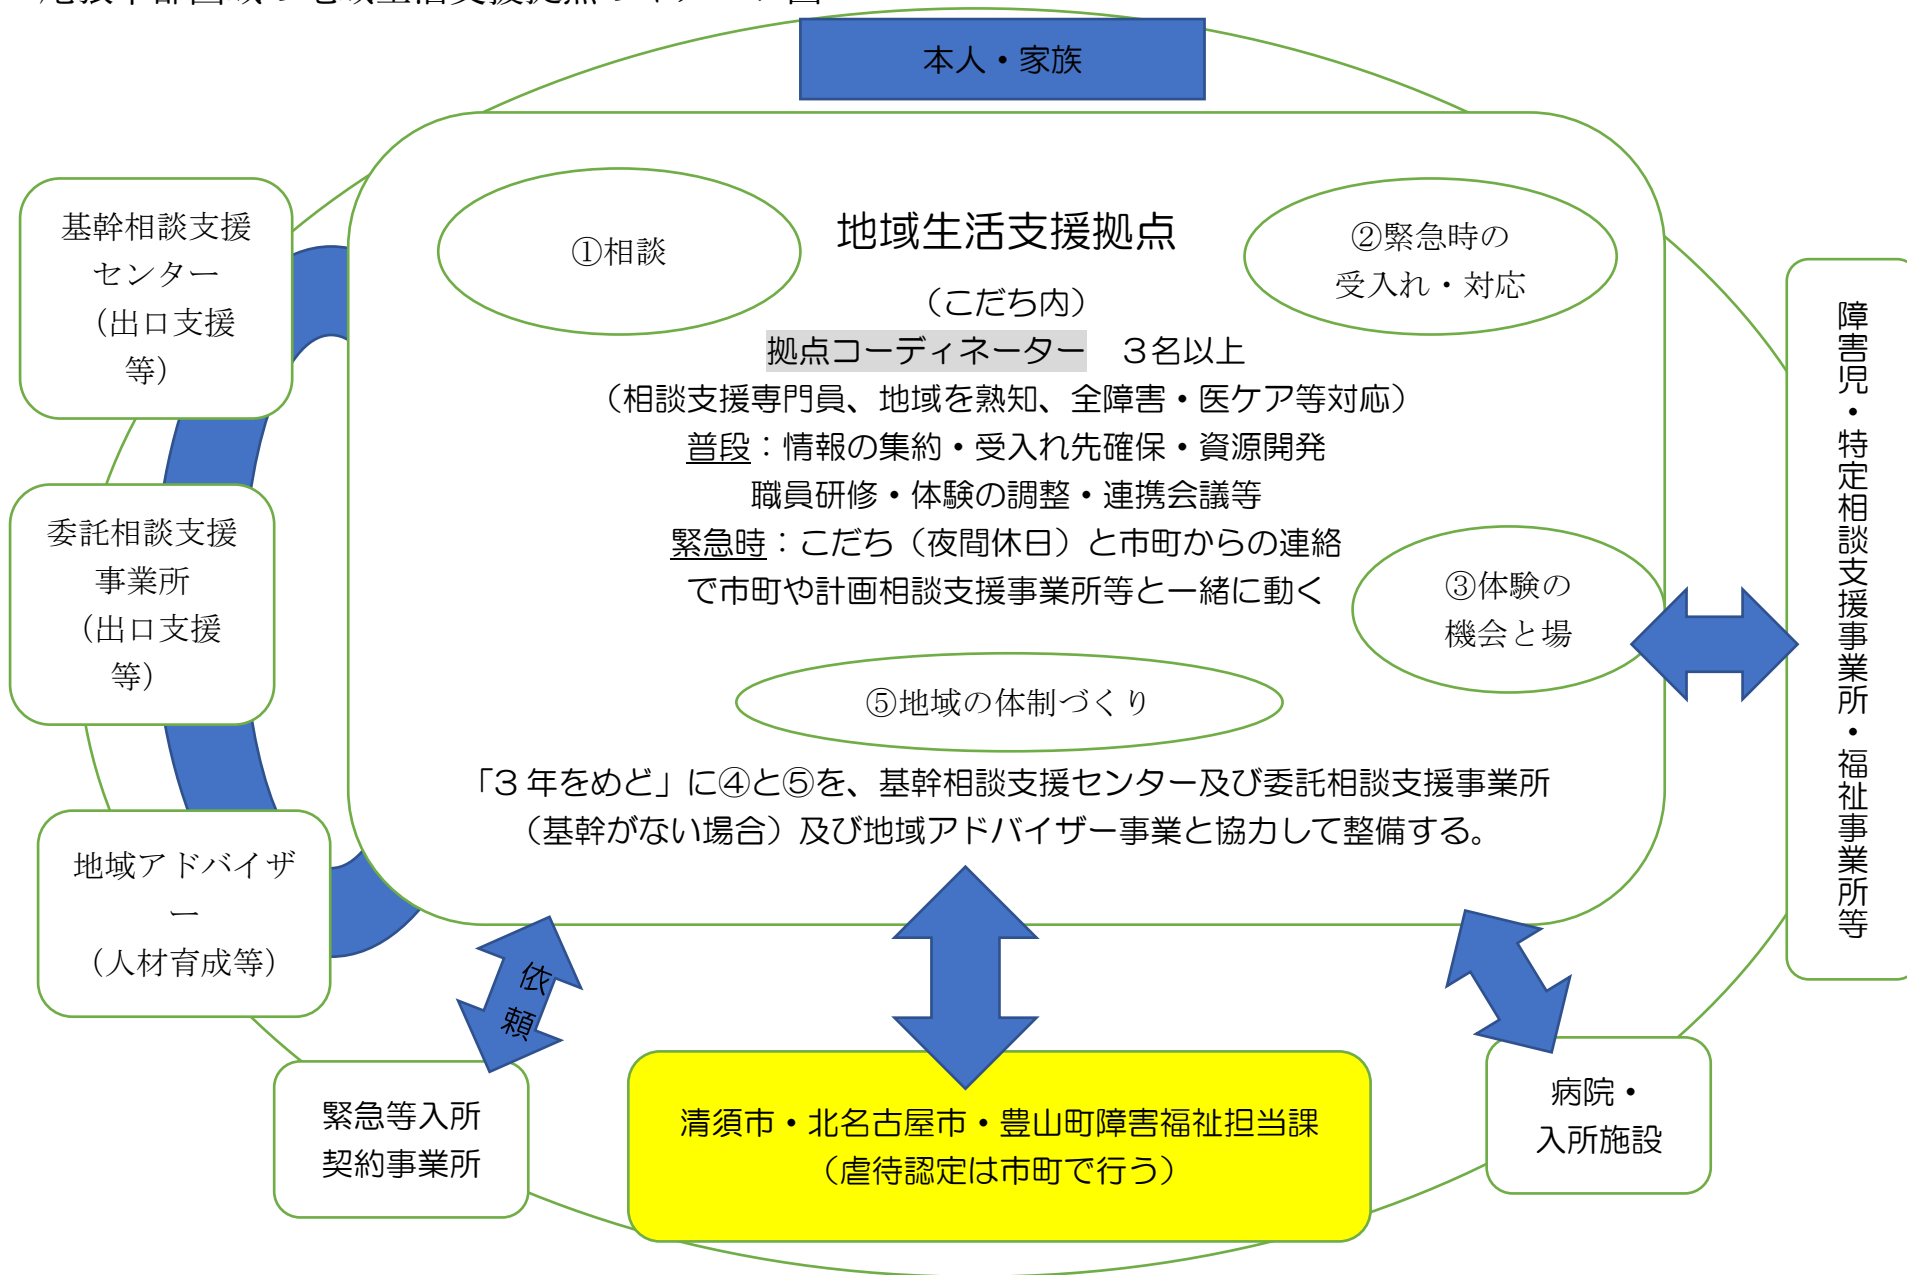 本人・家族
基幹相談支援
センター
（出口支援
等）
①相談
地域生活支援拠点
②緊急時の
受入れ・対応
（こだち内）
拠点コーディネーター　３名以上
（相談支援専門員、地域を熟知、全障害・医ケア等対応）
普段：情報の集約・受入れ先確保・資源開発
職員研修・体験の調整・連携会議等
緊急時：こだち（夜間休日）と市町からの連絡
で市町や計画相談支援事業所等と一緒に動く
委託相談支援
事業所
（出口支援
等）
③体験の
機会と場
障害児・特定相談支援事業所・福祉事業所等
⑤地域の体制づくり
「3 年をめど」に④と⑤を、基幹相談支援センター及び委託相談支援事業所
（基幹がない場合）及び地域アドバイザー事業と協力して整備する。
地域アドバイザ
ー
（人材育成等）
依
頼
緊急等入所
契約事業所
清須市・北名古屋市・豊山町障害福祉担当課
（虐待認定は市町で行う）
病院・
入所施設